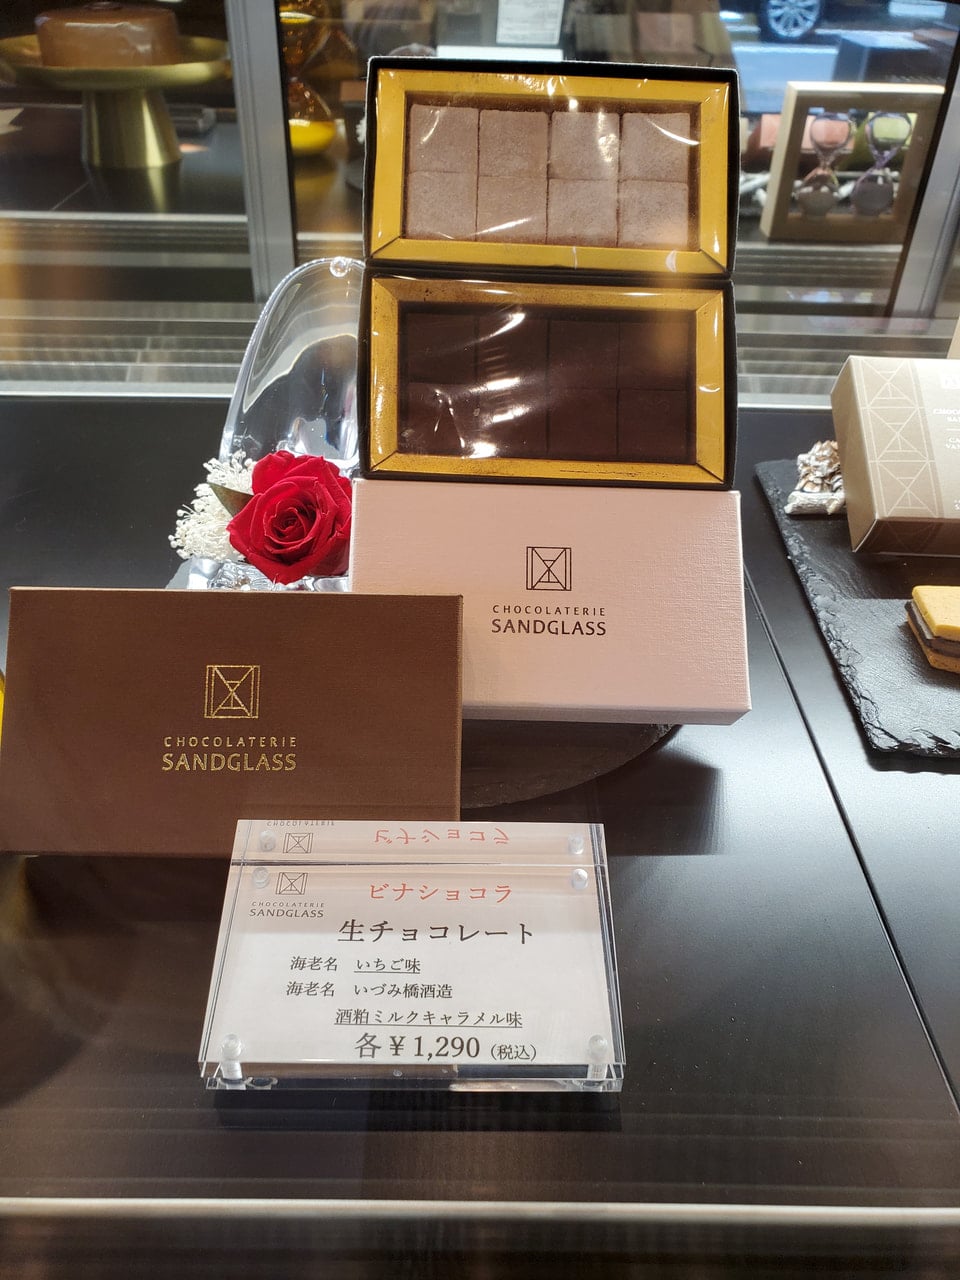 CHOCOLATERIE
SANDGLASS
CHOCOLATERIE
SANDGLASS
ビナショコラ
CHOCOLATERIE
SANDGLASS
生チョコレート
海老名 いちご味
海老名 いづみ橋酒造
酒粕ミルクキャラメル味
各￥1,290 (税込)